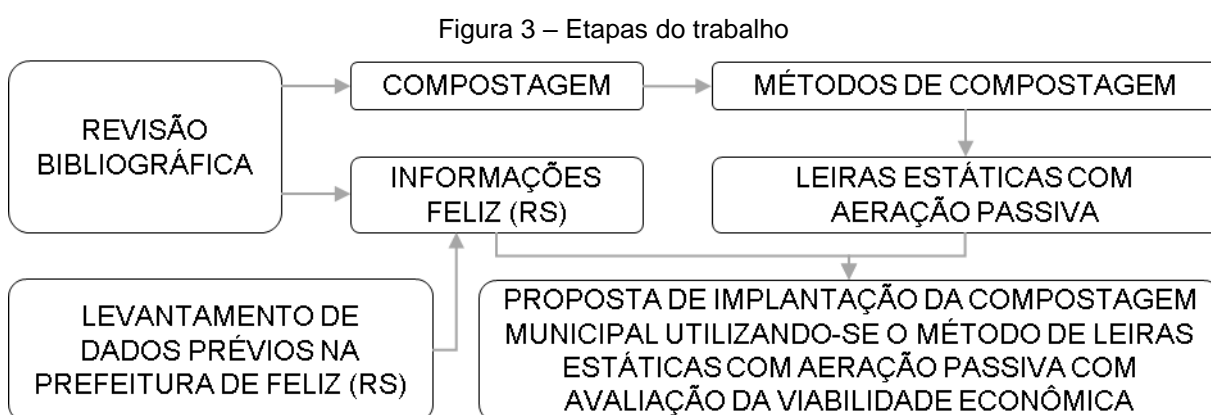 Figura 3 – Etapas do trabalho
REVISÃO
BIBLIOGRÁFICA
COMPOSTAGEM
MÉTODOS DE COMPOSTAGEM
INFORMAÇÕES
FELIZ (RS)
LEIRAS ESTÁTICAS COM
AERAÇÃO PASSIVA
LEVANTAMENTO DE
DADOS PRÉVIOS NA
PREFEITURA DE FELIZ (RS)
PROPOSTA DE IMPLANTAÇÃO DA COMPOSTAGEM
MUNICIPAL UTILIZANDO-SE O MÉTODO DE LEIRAS
ESTÁTICAS COM AERAÇÃO PASSIVA COM
AVALIAÇÃO DA VIABILIDADE ECONÔMICA